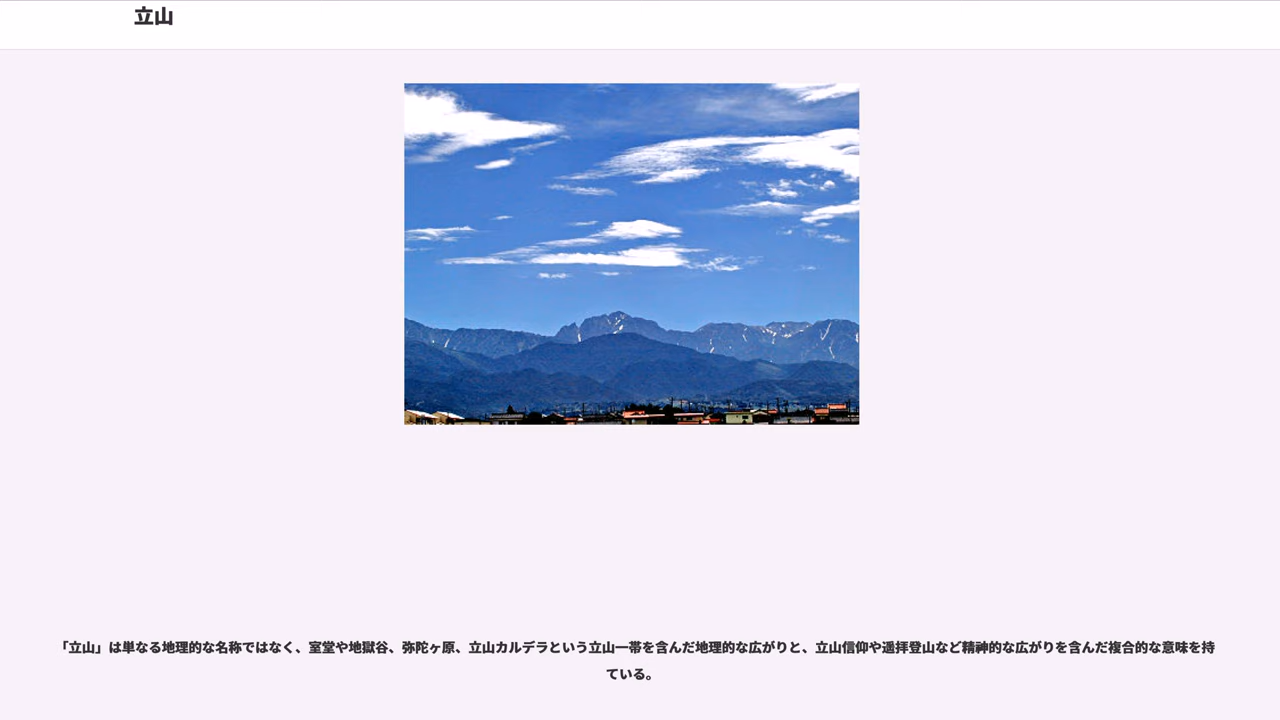 立山
「立山」は単なる地理的な名称ではなく、室堂や地獄谷、弥陀ヶ原、立山カルデラという立山一帯を含んだ地理的な広がりと、立山信仰や遥拝登山など精神的な広がりを含んだ複合的な意味を持
ている。